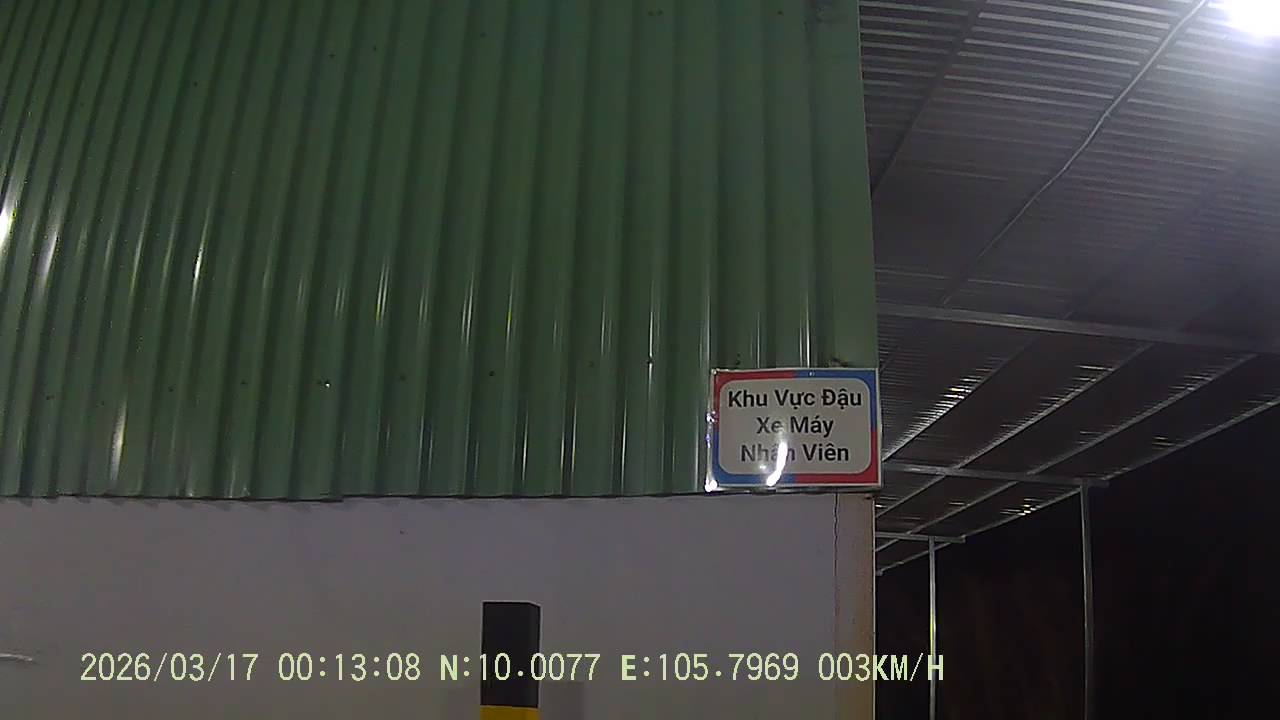 Khu Vực Đậu
Xe Máy
Nhân Viên
2026/03/17 00:13:08 N:10.0077 E:105.7969 003KM/H